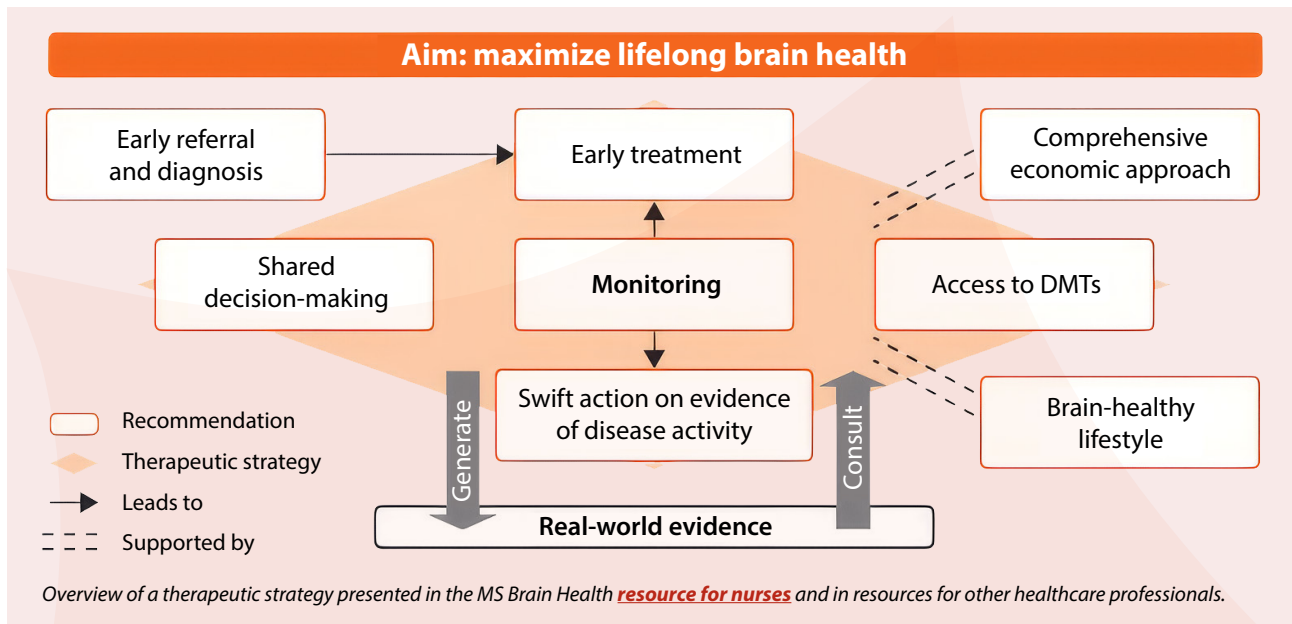 Aim: maximize lifelong brain health
Early referral
and diagnosis
Early treatment
Comprehensive
economic approach
Shared
decision-making
Monitoring
Access to DMTs
Swift action on evidence
of disease activity
Brain-healthy
lifestyle
Generate
Consult
Real-world evidence
Recommendation
Therapeutic strategy
Leads to
Supported by
Overview of a therapeutic strategy presented in the MS Brain Health resource for nurses and in resources for other healthcare professionals.